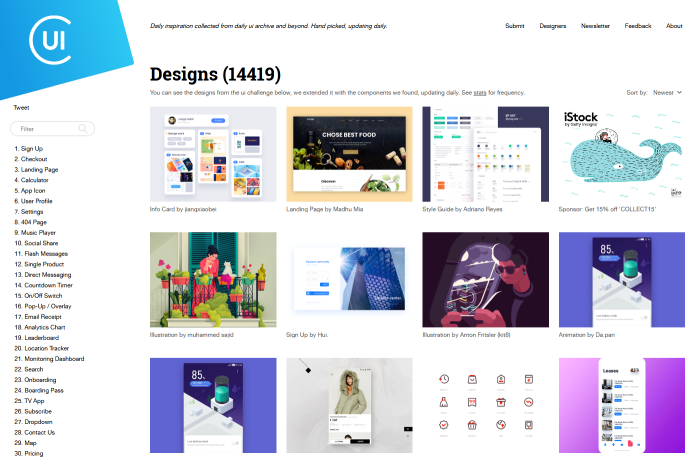 UI
Daily inspiration collected from daily ui archive and beyond. Hand picked, updating daily.
Submit
Designers
Newsletter
Feedback
About
Designs (14419)
You can see the designs from the ui challenge below, we extended it with the components we found, updating daily. See stats for frequency.
Sort by: Newest
Tweet
Filter
1. Sign Up
2. Checkout
3. Landing Page
4. Calculator
5. App Icon
6. User Profile
7. Settings
8. 404 Page
9. Music Player
10. Social Share
11. Flash Messages
12. Single Product
13. Direct Messaging
14. Countdown Timer
15. On/Off Switch
16. Pop-Up / Overlay
17. Email Receipt
18. Analytics Chart
19. Leaderboard
20. Location Tracker
21. Monitoring Dashboard
22. Search
23. Onboarding
24. Boarding Pass
25. TV App
26. Subscribe
27. Dropdown
28. Contact Us
29. Map
30. Pricing
CHOSE BEST FOOD
Discover
iStock
by Getty Images
Info Card by jiangxiaobei
Landing Page by Madhu Mia
Style Guide by Adriano Reyes
Sponsor: Get 15% off 'COLLECT15'
85
Illustration by muhammed sajid
Sign Up by Hui.
Illustration by Anton Fritsler (kit8)
Animation by Da.pan
85
Leases